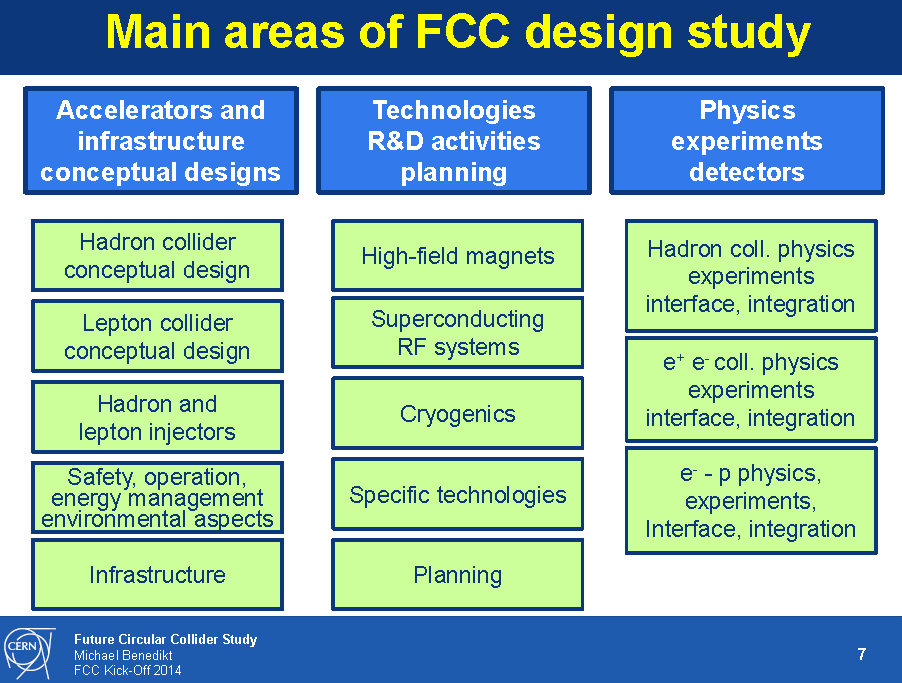 Main areas of FCC design study
Accelerators and
infrastructure
conceptual designs
Technologies
R&D activities
planning
Physics
experiments
detectors
Hadron collider
conceptual design
Lepton collider
conceptual design
Hadron and
lepton injectors
Safety, operation,
energy management
environmental aspects
Infrastructure
High-field magnets
Superconducting
RF systems
Cryogenics
Specific technologies
Planning
Hadron coll. physics
experiments
interface, integration
e⁺ e⁻ coll. physics
experiments
interface, integration
e⁻ - p physics,
experiments,
Interface, integration
CERN
Future Circular Collider Study
Michael Benedikt
FCC Kick-Off 2014
7